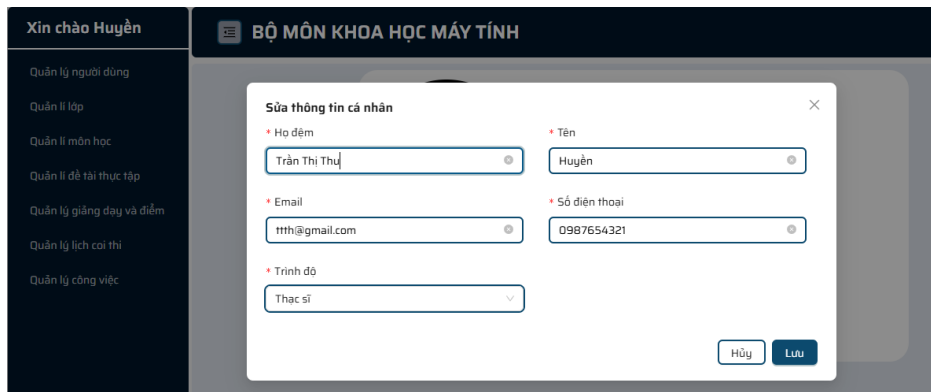 Xin chào Huyền
BỘ MÔN KHOA HỌC MÁY TÍNH
Quản lý người dùng
Quản lí lớp
Quản lí môn học
Quản lí đề tài thực tập
Quản lý giảng dạy và điểm
Quản lý lịch coi thi
Quản lý công việc
Sửa thông tin cá nhân
* Họ đệm
Trần Thị Thu
* Tên
Huyền
* Email
ttth@gmail.com
* Số điện thoại
0987654321
* Trình độ
Thạc sĩ
Hủy
Lưu